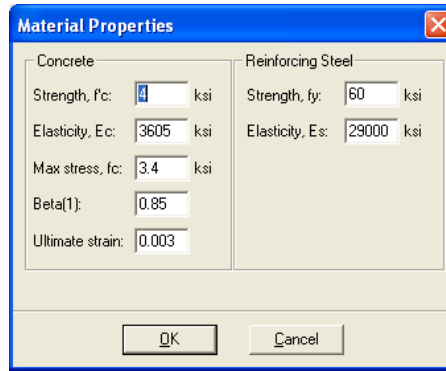 Material Properties
Concrete
Strength, f'c: 4 ksi
Elasticity, Ec: 3605 ksi
Max stress, fc: 3.4 ksi
Beta(1): 0.85
Ultimate strain: 0.003
Reinforcing Steel
Strength, fy: 60 ksi
Elasticity, Es: 29000 ksi
OK
Cancel